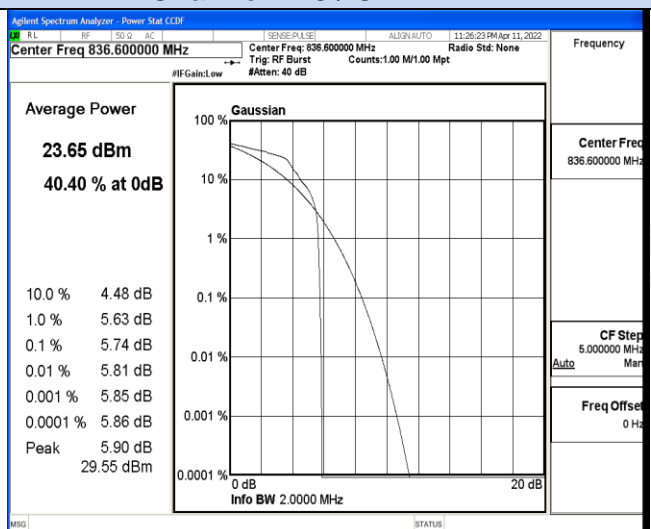 Agilent Spectrum Analyzer - Power Stat CCDF
RL RF 50 Ω AC SENSE:PULSE ALIGN AUTO 11:26:23 PM Apr 11, 2022
Center Freq 836.600000 MHz
Center Freq: 836.600000 MHz Radio Std: None
Trig: RF Burst Counts:1.00 M/1.00 Mpt
#IFGain:Low #Atten: 40 dB
Frequency
Average Power
23.65 dBm
40.40 % at 0dB
10.0 % 4.48 dB
1.0 % 5.63 dB
0.1 % 5.74 dB
0.01 % 5.81 dB
0.001 % 5.85 dB
0.0001 % 5.86 dB
Peak 5.90 dB
29.55 dBm
Gaussian
100 %
10 %
1 %
0.1 %
0.01 %
0.001 %
0.0001 %
0 dB 20 dB
Info BW 2.0000 MHz
Center Freq
836.600000 MHz
CF Step
5.000000 MHz
Auto Man
Freq Offset
0 Hz
MSG STATUS